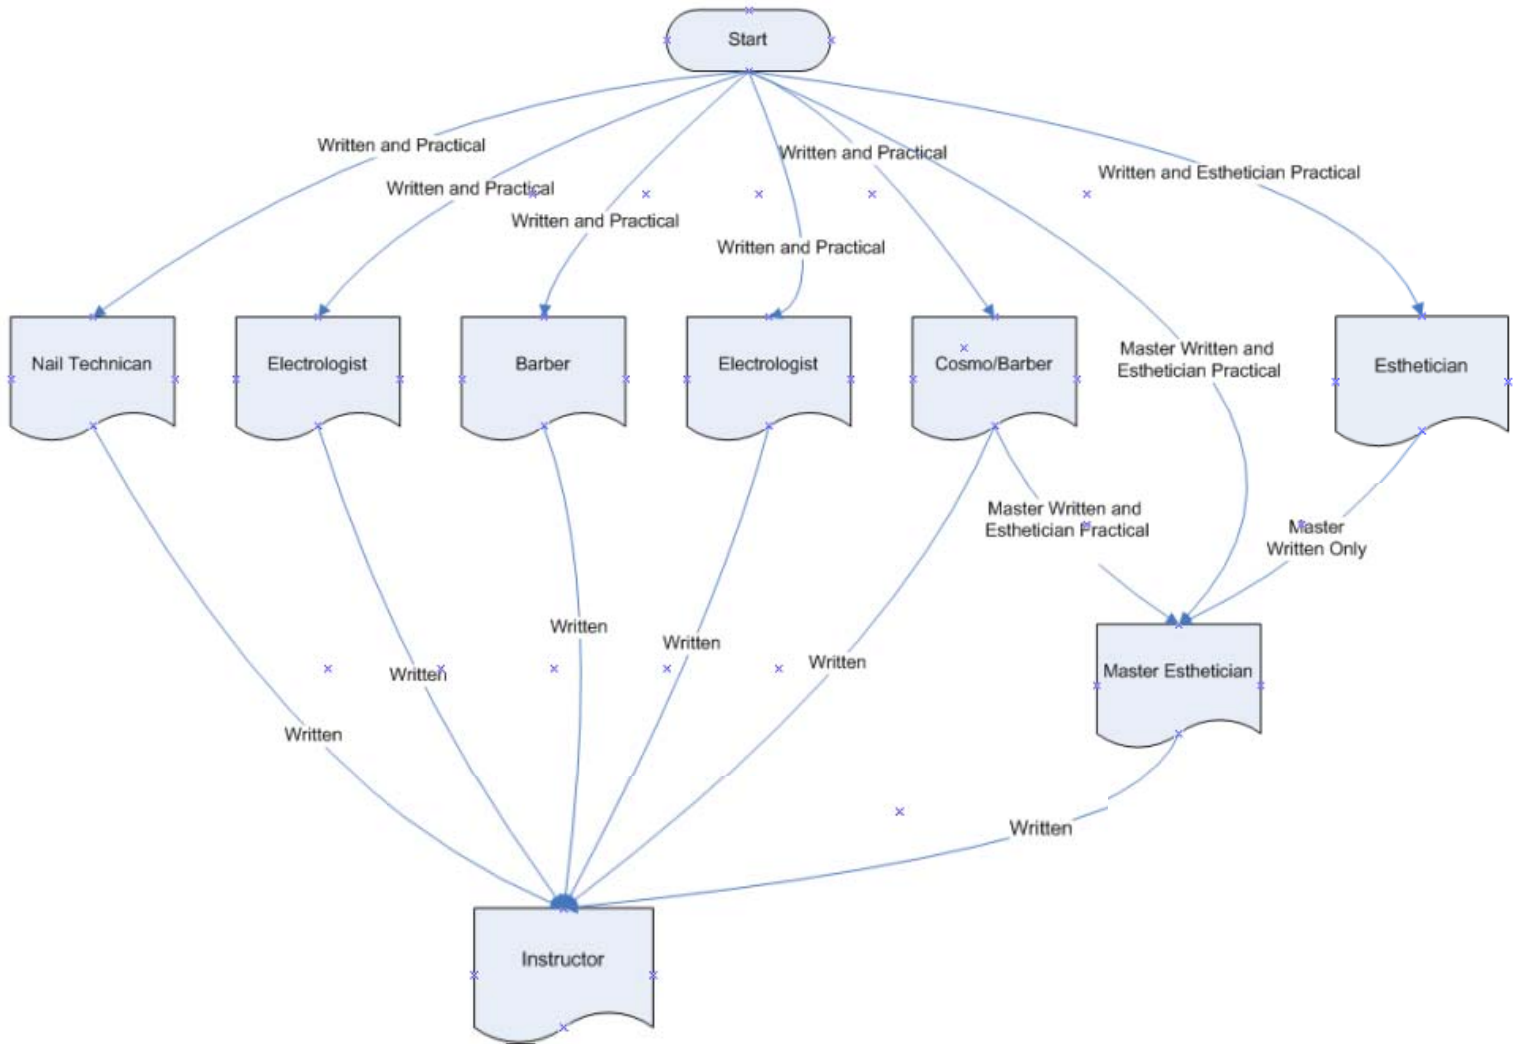 Start
Written and Practical
Written and Practical
Written and Esthetician Practical
Written and Practical
Written and Practical
Written and Practical
Nail Technican
Electrologist
Barber
Electrologist
Cosmo/Barber
Master Written and
Esthetician Practical
Esthetician
Master Written and
Esthetician Practical
Master
Written Only
Written
Written
Written
Written
Written
Master Esthetician
Written
Instructor